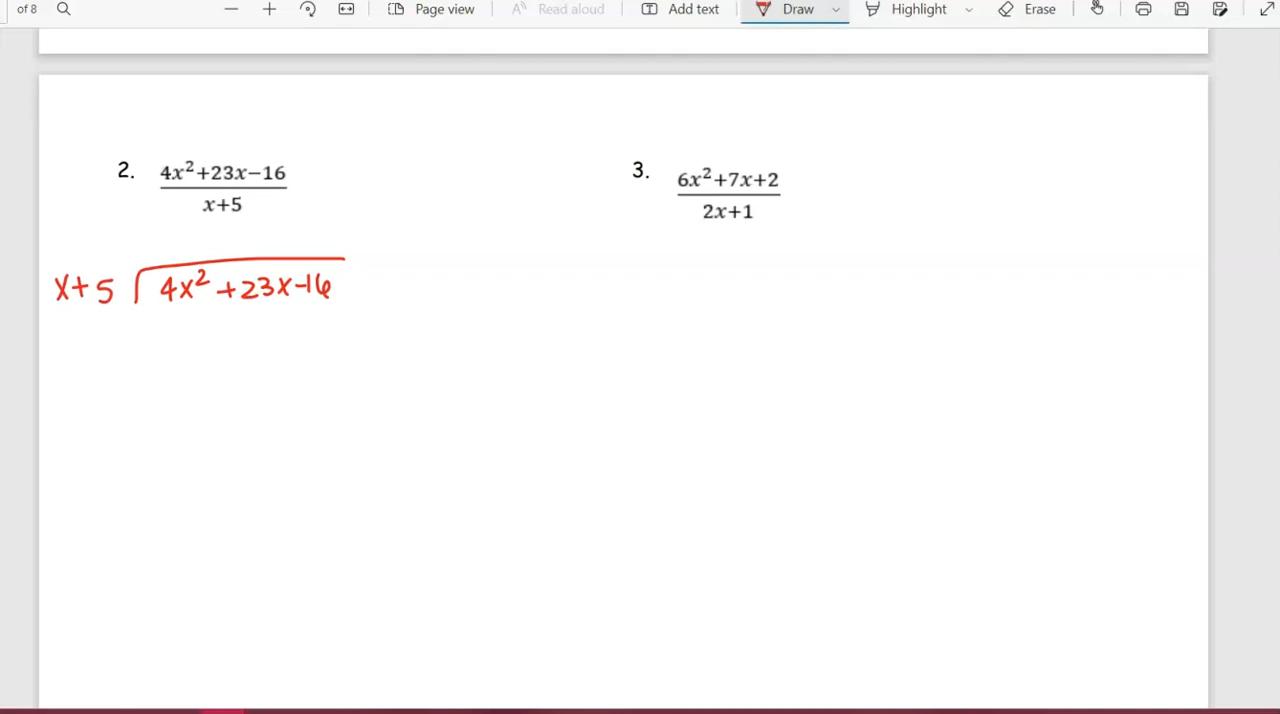 of 8 Page view Read aloud Add text Draw Highlight Erase
2. 4x²+23x−16
x+5
3. 6x²+7x+2
2x+1
x+5 4x²+23x-16